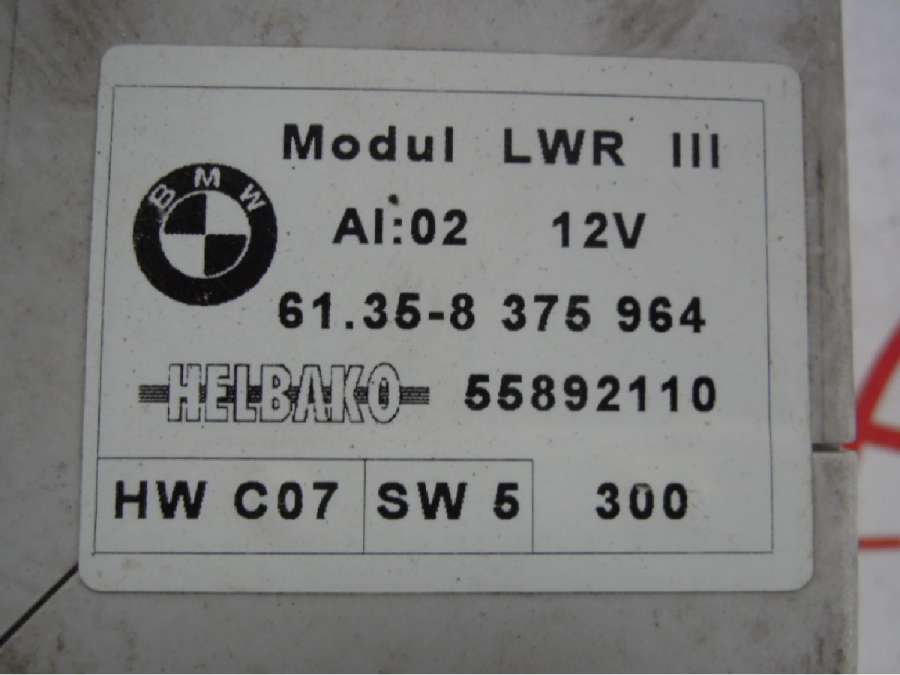 Modul LWR III
BMW
AI:02 12V
61.35-8 375 964
HELBAKO 55892110
HW C07 SW 5 300